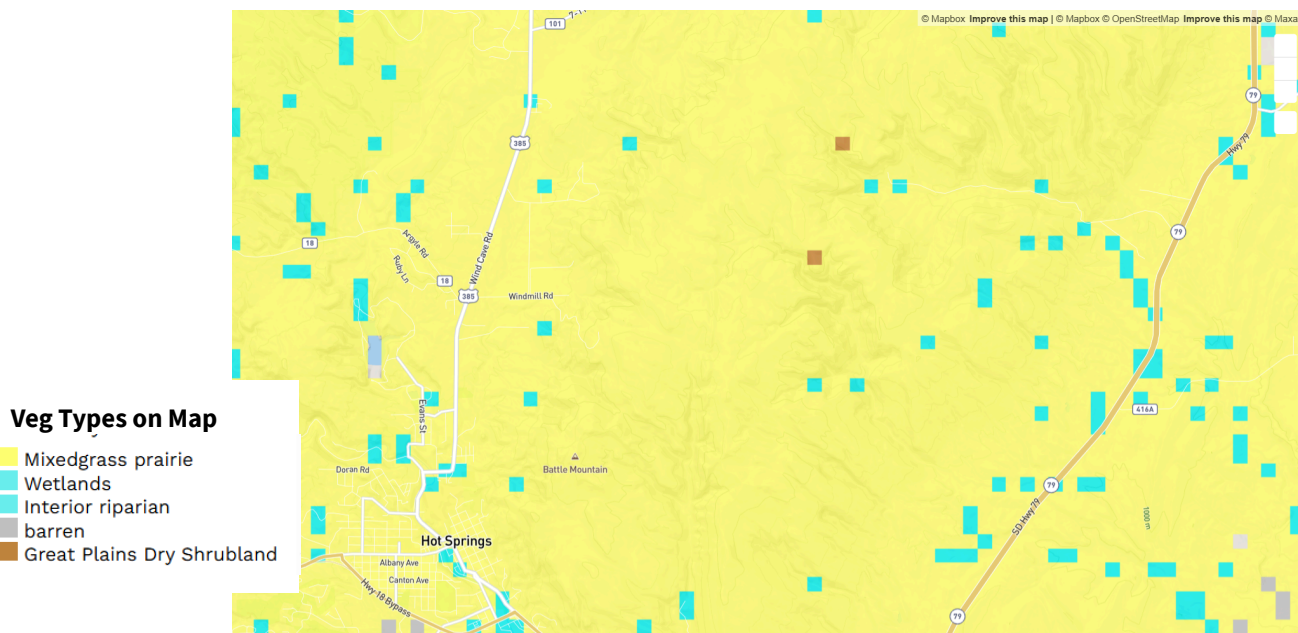 © Mapbox Improve this map | © Mapbox © OpenStreetMap Improve this map © Maxa
101
79
385
Hwy 79
79
18
Argyle Rd
Ruby Ln
Wind Cave Rd
18
385
Windmill Rd
Evans St
416A
Battle Mountain
Doran Rd
79
SD Hwy 79
1000 m
Hot Springs
Albany Ave
Canton Ave
Hwy 18 Bypass
79
Veg Types on Map
Mixedgrass prairie
Wetlands
Interior riparian
barren
Great Plains Dry Shrubland